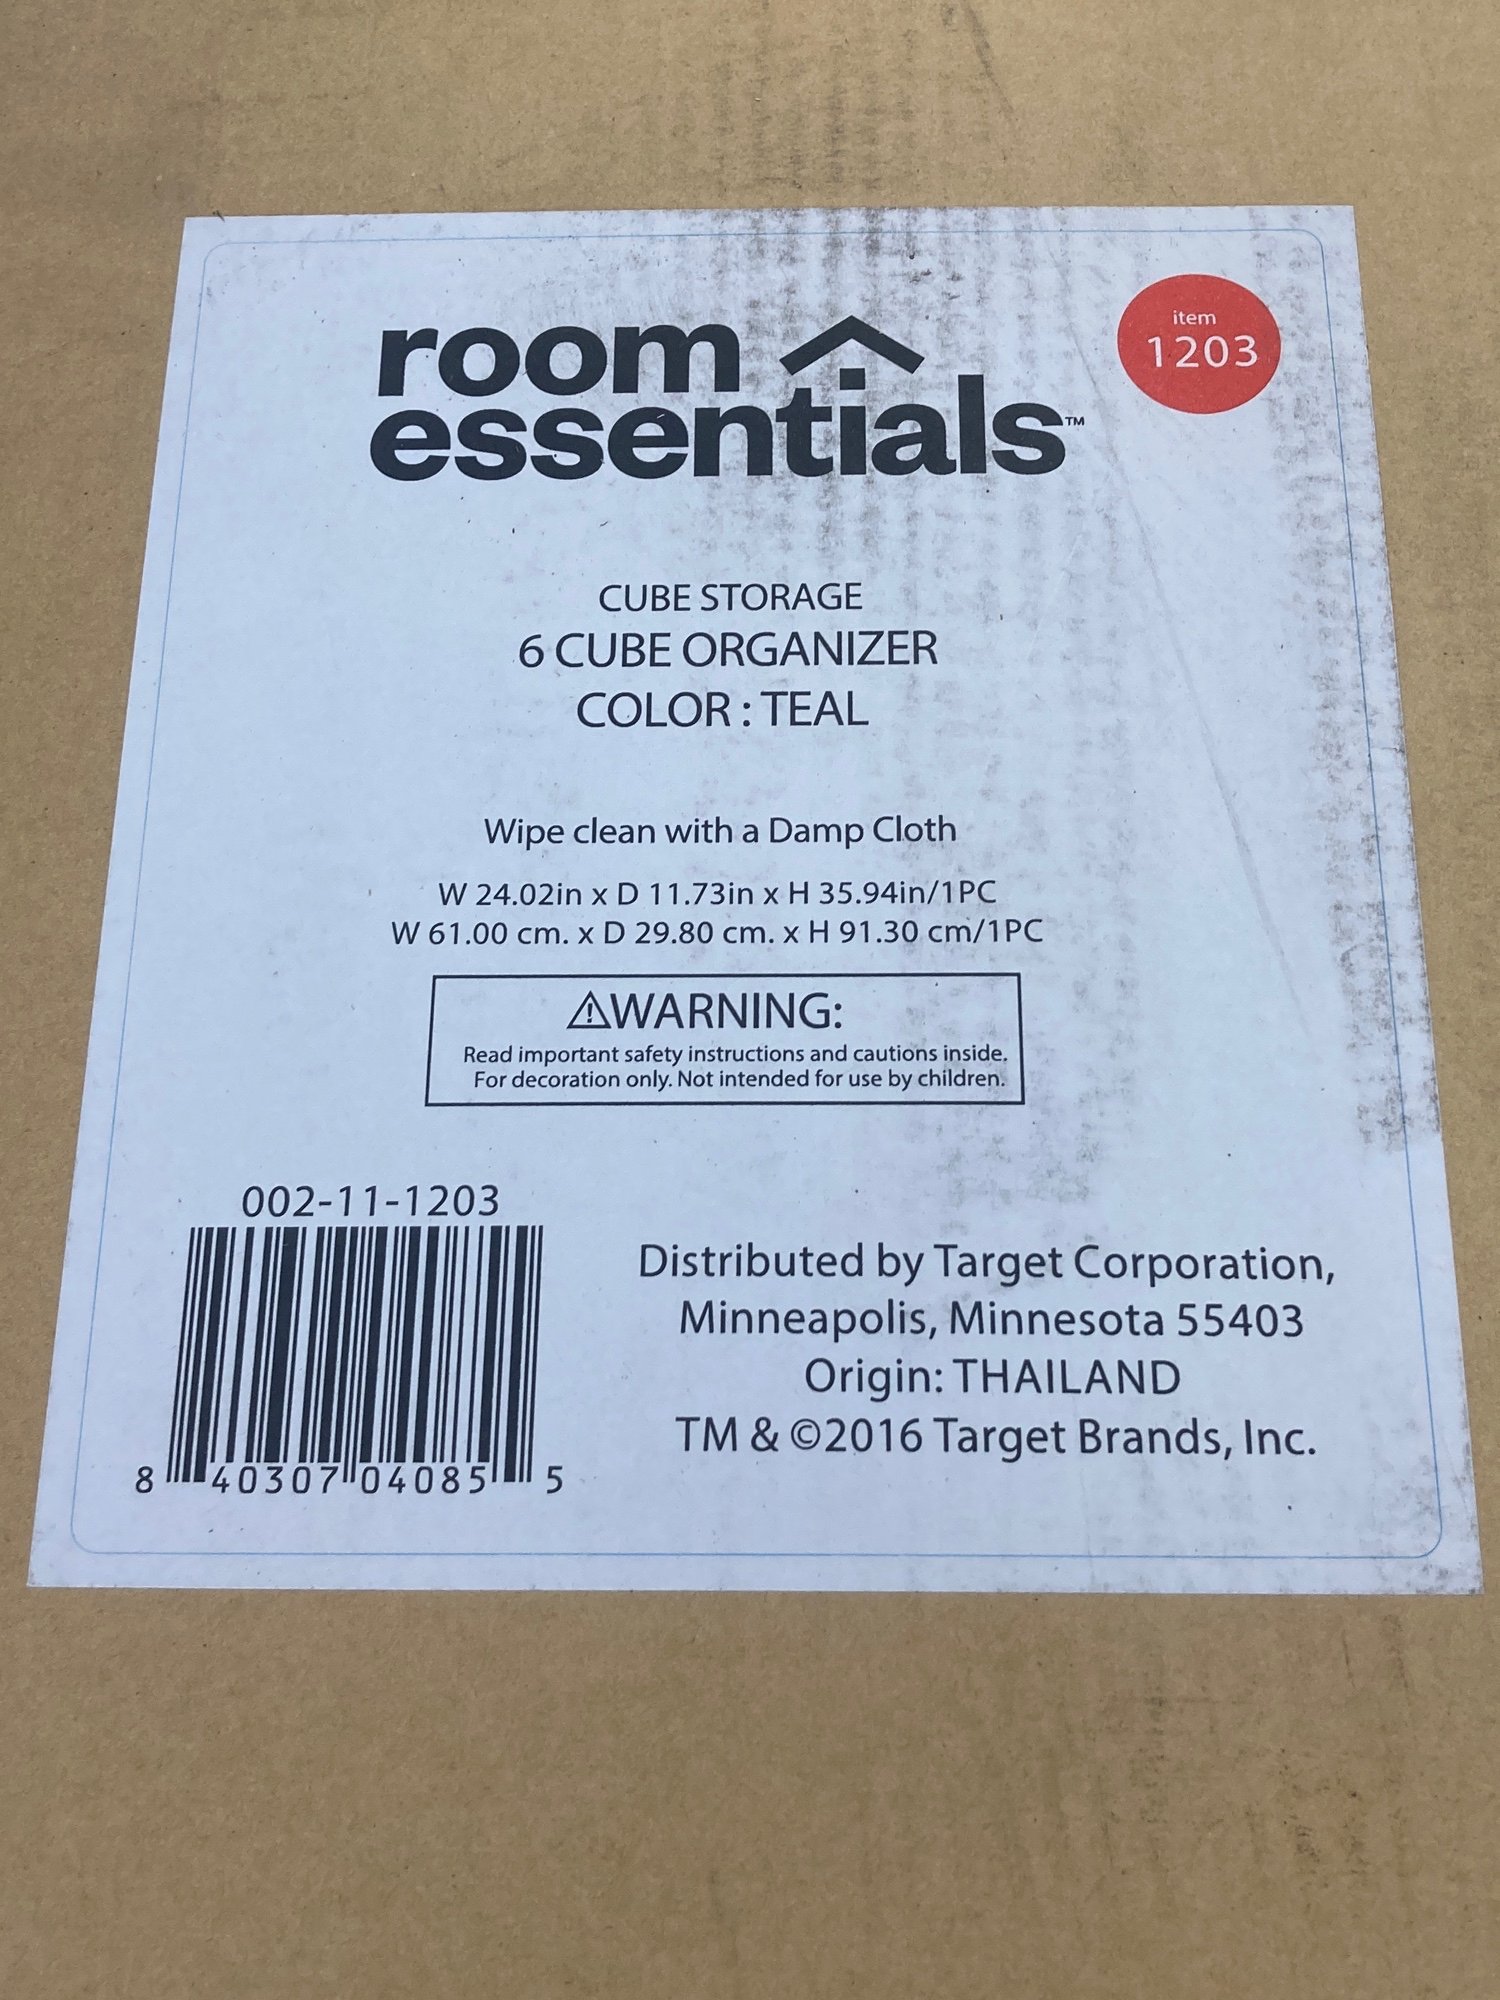 room
essentials™
item
1203
CUBE STORAGE
6 CUBE ORGANIZER
COLOR : TEAL
Wipe clean with a Damp Cloth
W 24.02in x D 11.73in x H 35.94in/1PC
W 61.00 cm. x D 29.80 cm. x H 91.30 cm/1PC
⚠WARNING:
Read important safety instructions and cautions inside.
For decoration only. Not intended for use by children.
002-11-1203
8 40307 04085 5
Distributed by Target Corporation,
Minneapolis, Minnesota 55403
Origin: THAILAND
TM & ©2016 Target Brands, Inc.